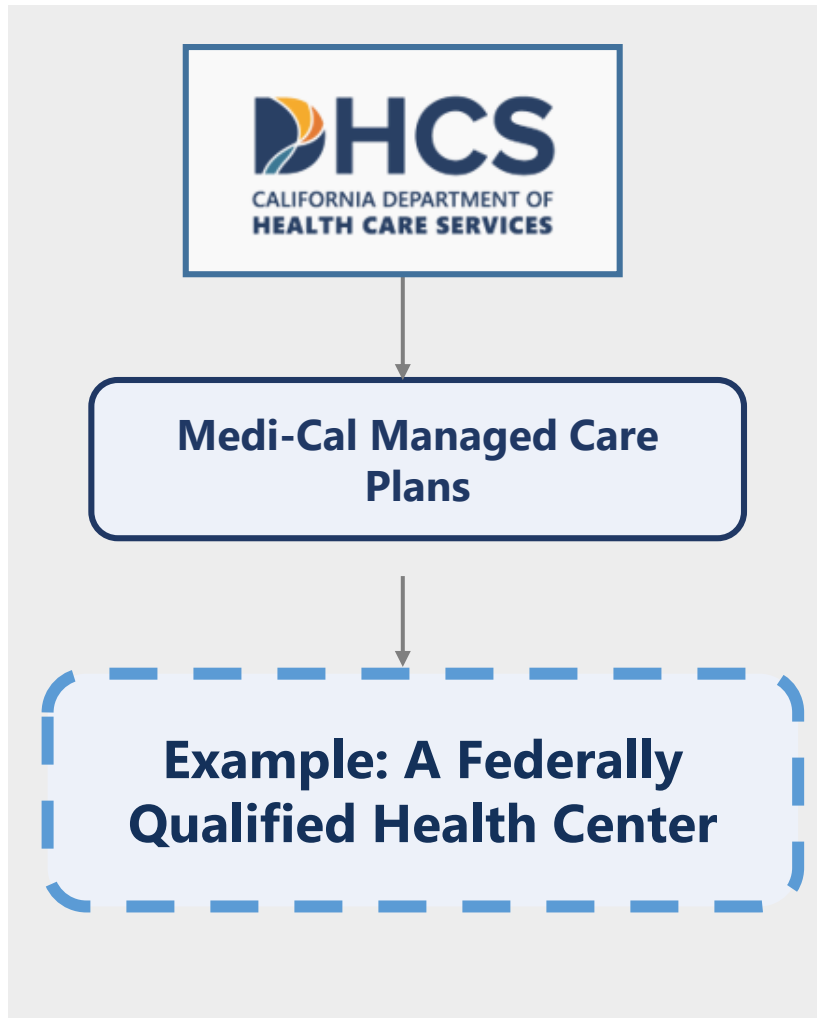 DHCS
CALIFORNIA DEPARTMENT OF
HEALTH CARE SERVICES
Medi-Cal Managed Care
Plans
Example: A Federally
Qualified Health Center